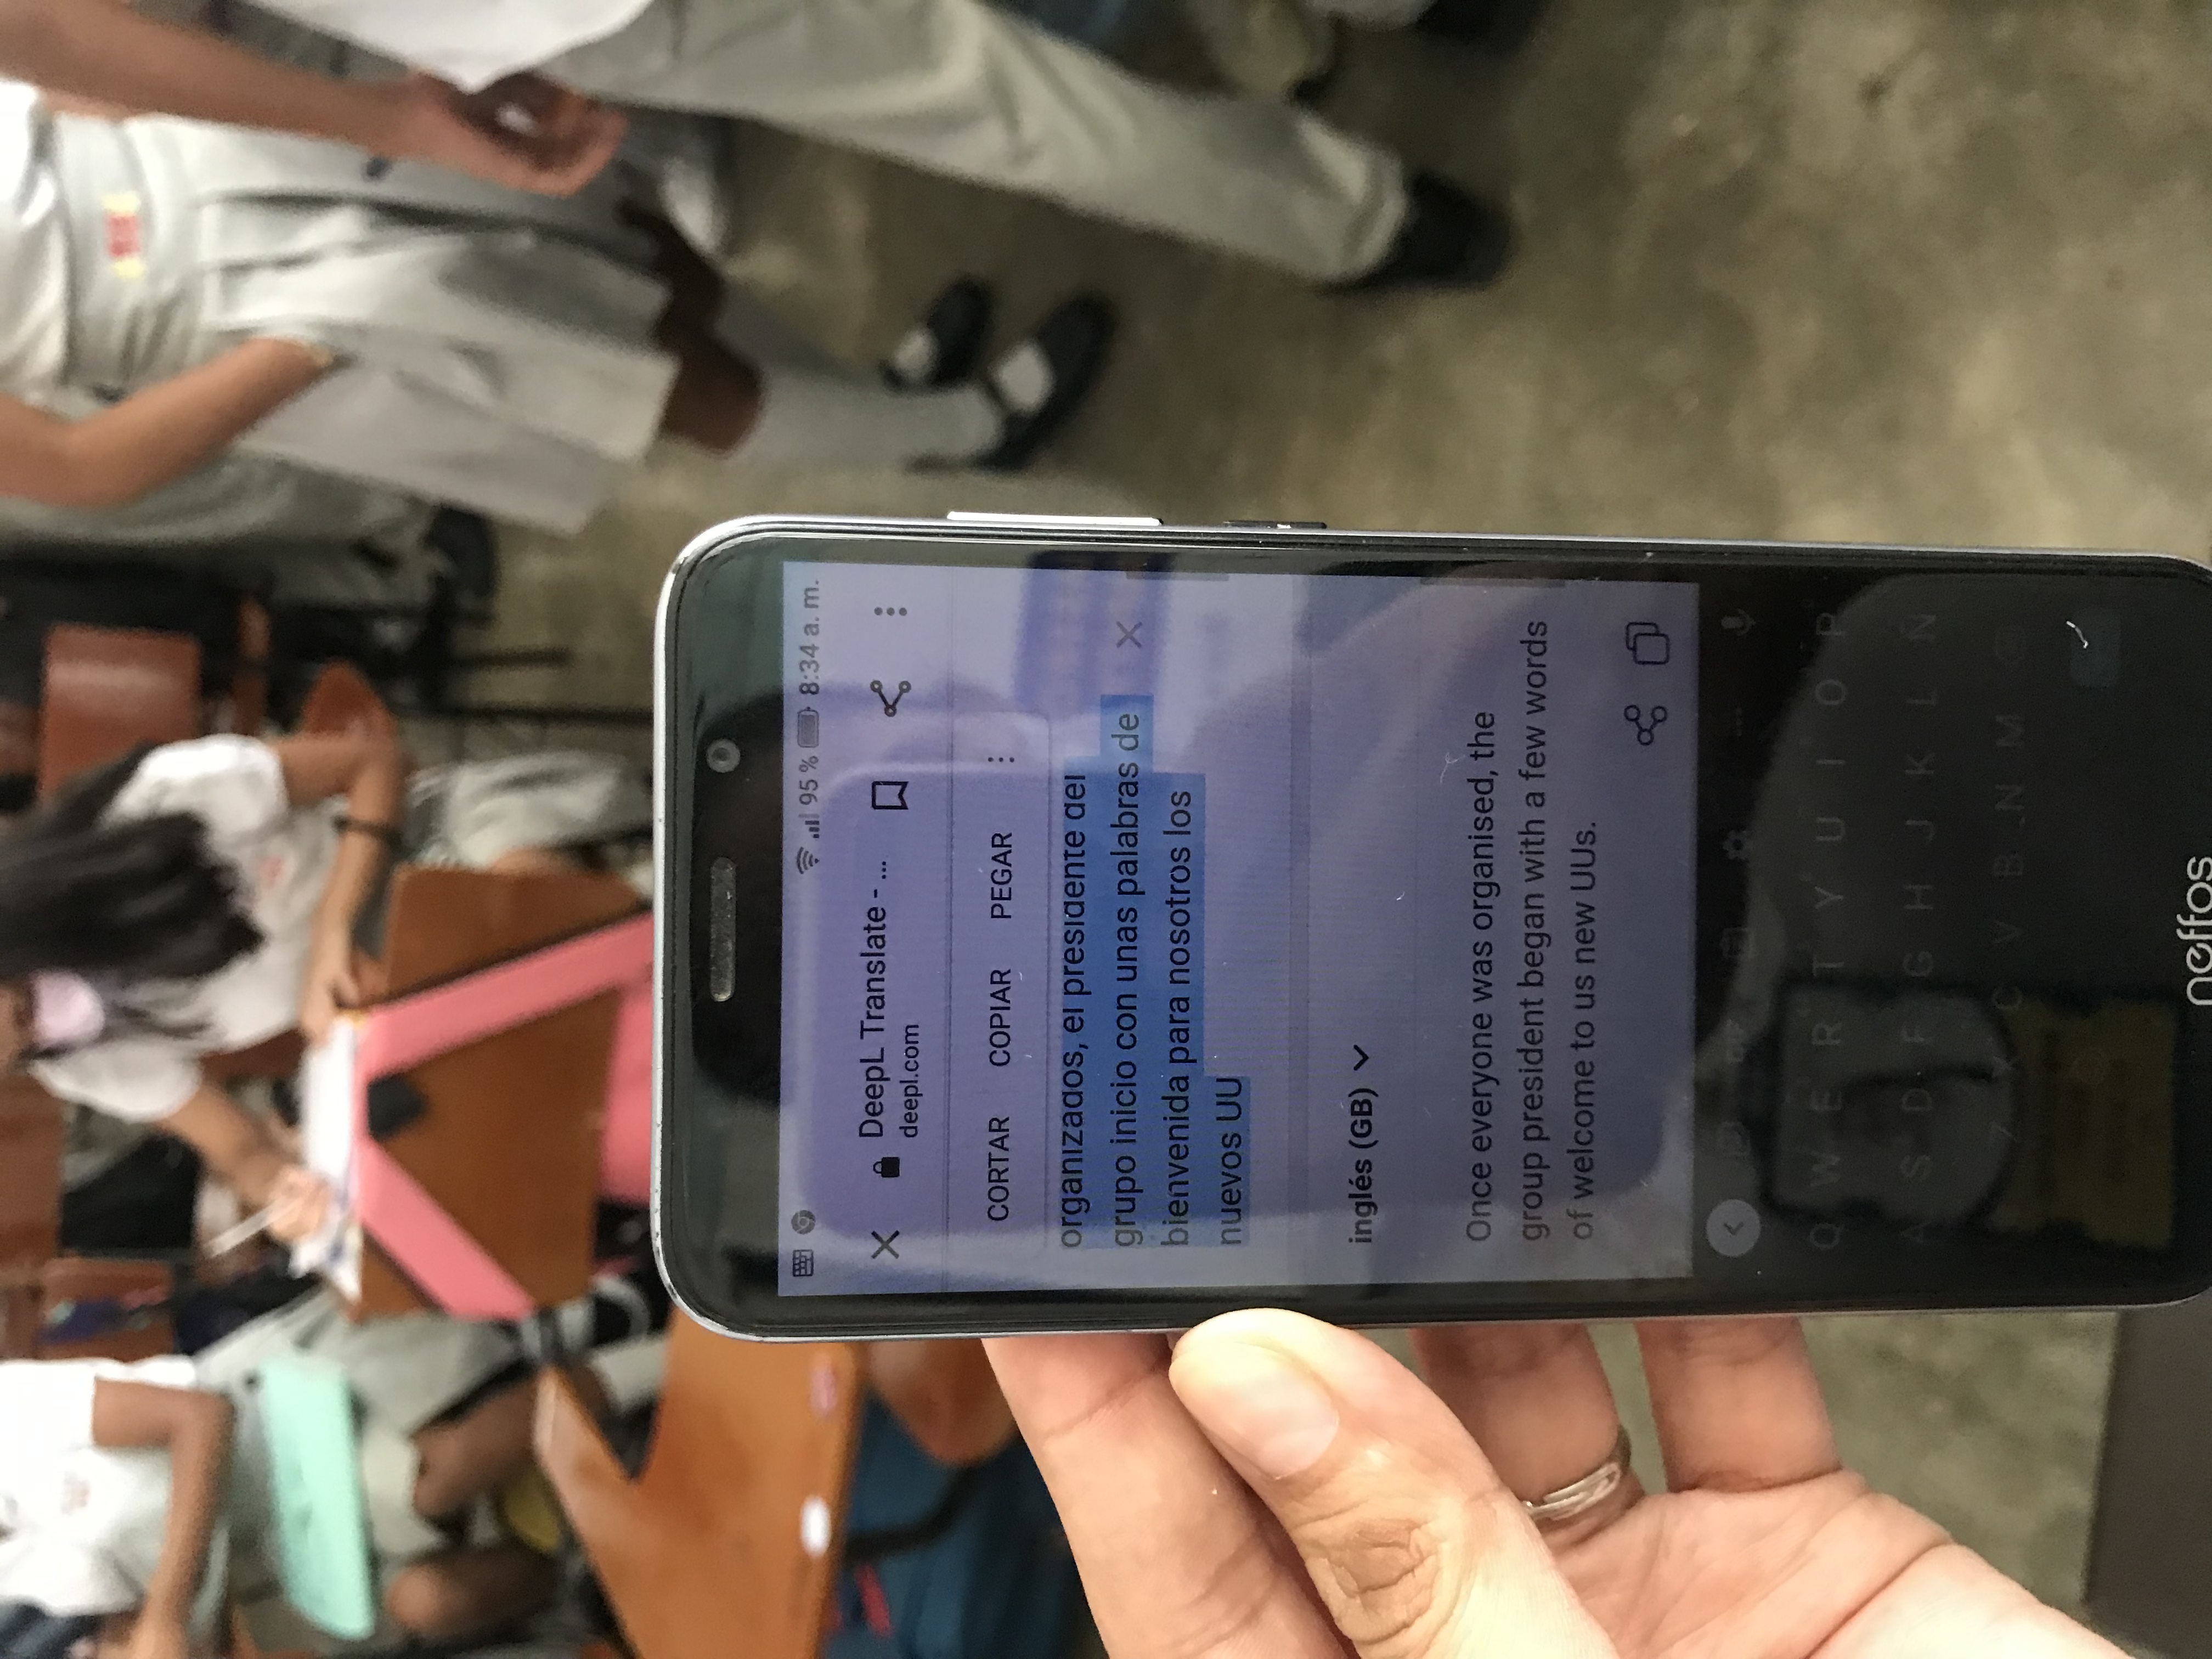 95 % 8:34 a. m.
DeepL Translate - ...
deepl.com
CORTAR COPIAR PEGAR
organizados, el presidente del
grupo inicio con unas palabras de
bienvenida para nosotros los
nuevos UU
inglés (GB)
Once everyone was organised, the
group president began with a few words
of welcome to us new UUs.
GIF
Q W E R T Y U I O P
A S D F G H J K L Ñ
Z X C V B N M
neffos